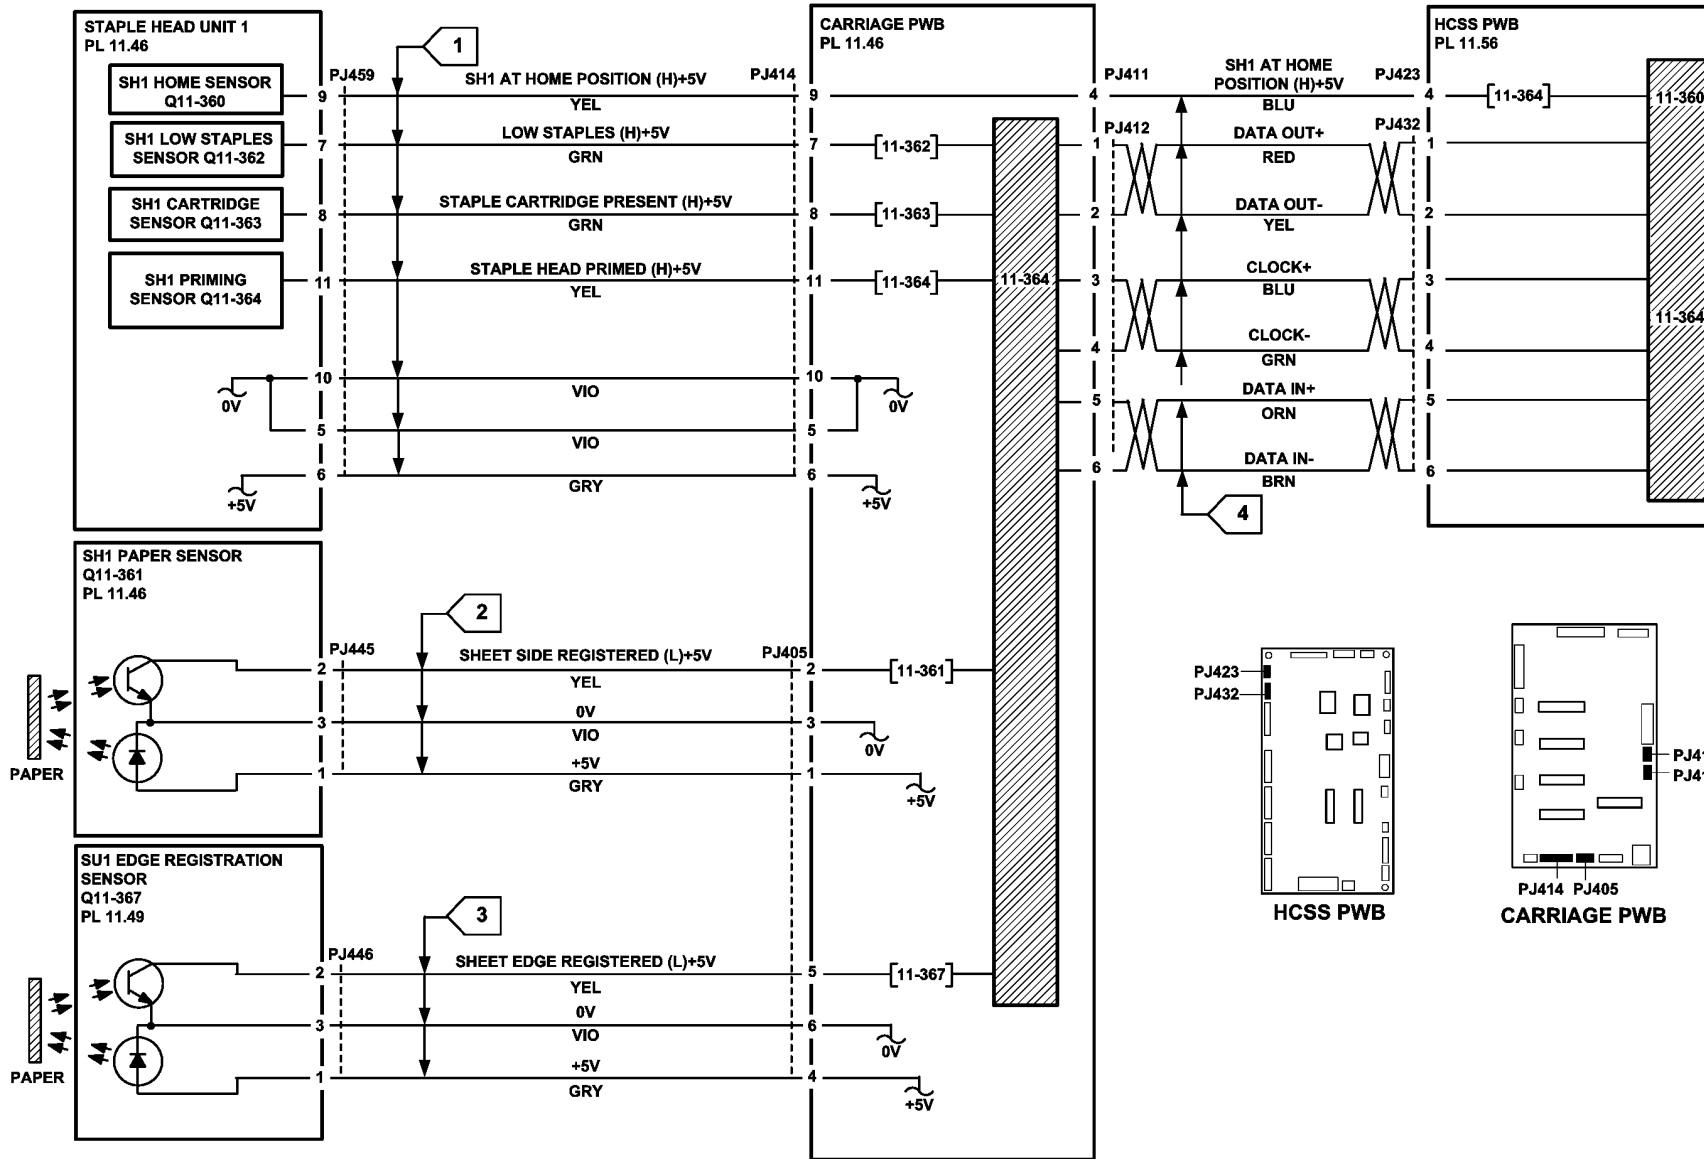 STAPLE HEAD UNIT 1
PL 11.46
SH1 HOME SENSOR
Q11-360
SH1 LOW STAPLES
SENSOR Q11-362
SH1 CARTRIDGE
SENSOR Q11-363
SH1 PRIMING
SENSOR Q11-364
0V
+5V
PJ459
9
7
8
11
10
5
6
1
SH1 AT HOME POSITION (H)+5V
YEL
LOW STAPLES (H)+5V
GRN
STAPLE CARTRIDGE PRESENT (H)+5V
GRN
STAPLE HEAD PRIMED (H)+5V
YEL
VIO
VIO
GRY
PJ414
CARRIAGE PWB
PL 11.46
9
7
8
11
10
5
6
[11-362]
[11-363]
[11-364]
11-364
0V
+5V
PJ411
4
PJ412
1
2
3
4
5
6
SH1 AT HOME
POSITION (H)+5V
BLU
DATA OUT+
RED
DATA OUT-
YEL
CLOCK+
BLU
CLOCK-
GRN
DATA IN+
ORN
DATA IN-
BRN
4
PJ423
PJ432
HCSS PWB
PL 11.56
4
1
2
3
4
5
6
[11-364]
11-360
11-364
SH1 PAPER SENSOR
Q11-361
PL 11.46
PAPER
PJ445
2
3
1
2
SHEET SIDE REGISTERED (L)+5V
YEL
0V
VIO
+5V
GRY
PJ405
2
3
1
[11-361]
0V
+5V
SU1 EDGE REGISTRATION
SENSOR
Q11-367
PL 11.49
PAPER
PJ446
2
3
1
3
SHEET EDGE REGISTERED (L)+5V
YEL
0V
VIO
+5V
GRY
5
6
4
[11-367]
0V
+5V
PJ423
PJ432
HCSS PWB
PJ41
PJ41
PJ414 PJ405
CARRIAGE PWB